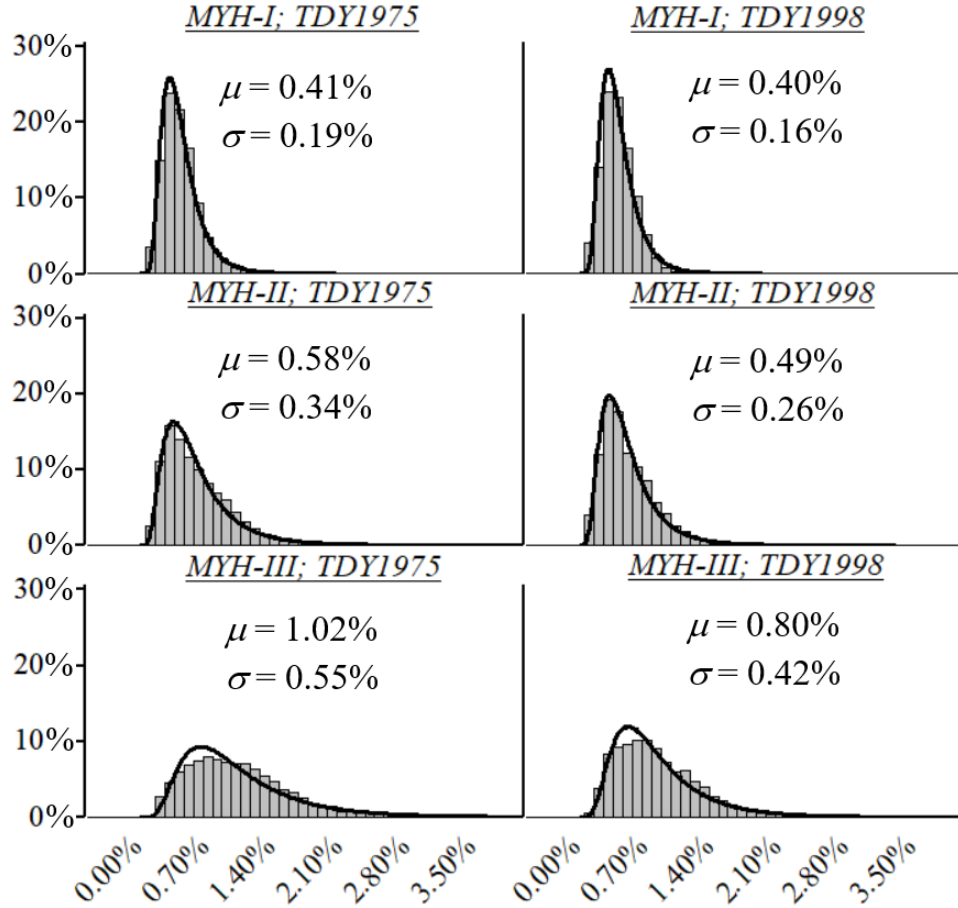 MYH-I; TDY1975
MYH-I; TDY1998
30%
20%
10%
0%
μ = 0.41%
σ = 0.19%
μ = 0.40%
σ = 0.16%
MYH-II; TDY1975
MYH-II; TDY1998
30%
20%
10%
0%
μ = 0.58%
σ = 0.34%
μ = 0.49%
σ = 0.26%
MYH-III; TDY1975
MYH-III; TDY1998
30%
20%
10%
0%
μ = 1.02%
σ = 0.55%
μ = 0.80%
σ = 0.42%
0.00%
0.70%
1.40%
2.10%
2.80%
3.50%
0.00%
0.70%
1.40%
2.10%
2.80%
3.50%